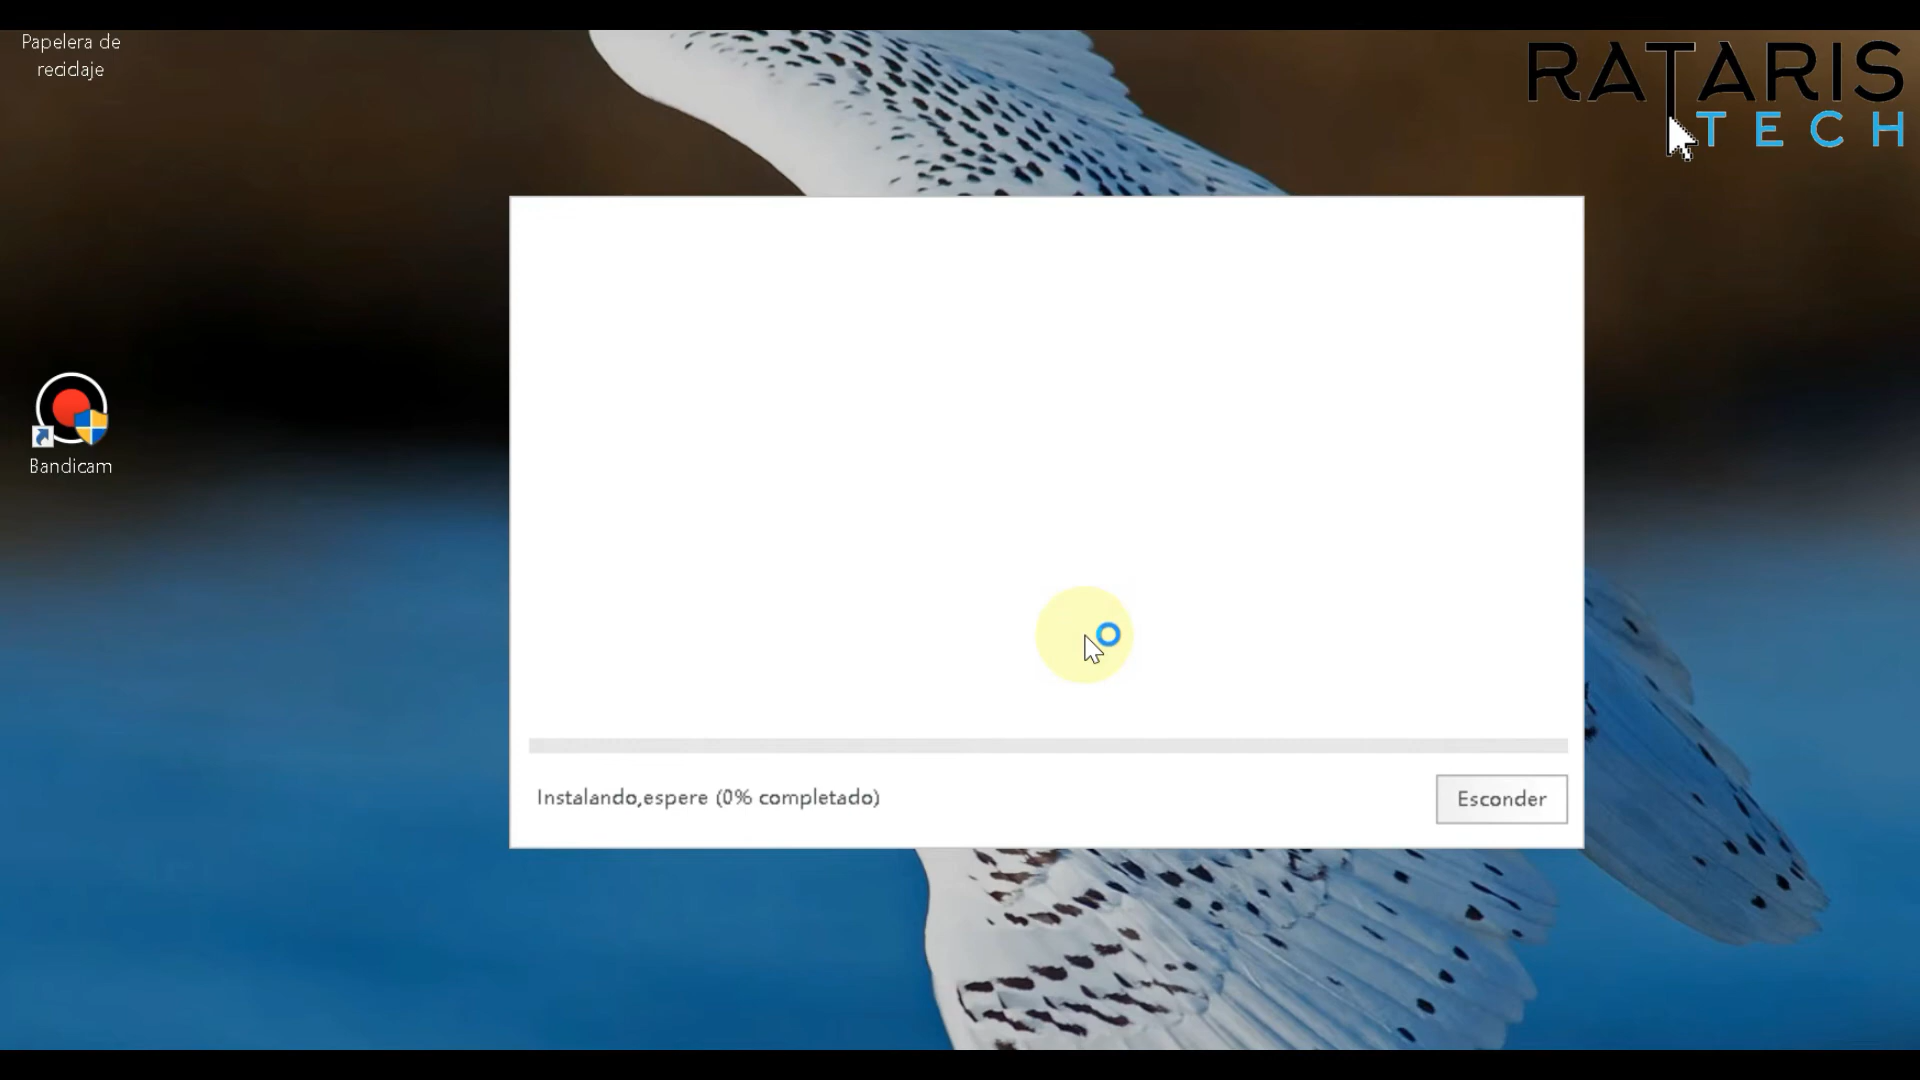 Papelera de
reciclaje
RATARIS
TECH
Bandicam
Instalando,espere (0% completado)
Esconder